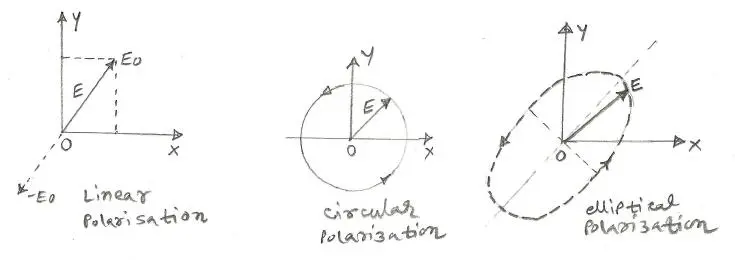 Y
E0
E
O
X
-E0
Linear
Polarisation
Y
E
O
X
circular
Polarization
Y
E
O
X
elliptical
Polarization